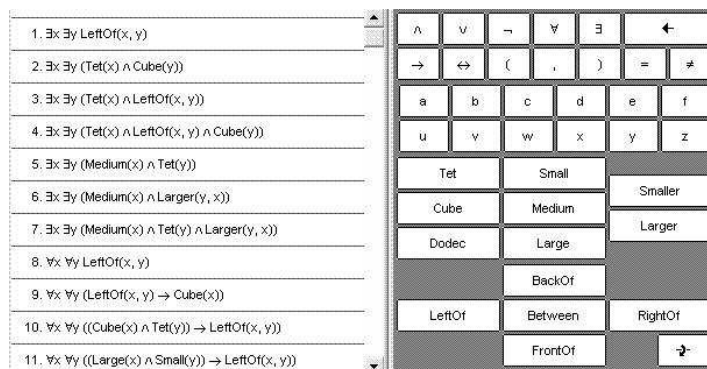 1. ∃x ∃y LeftOf(x, y)
2. ∃x ∃y (Tet(x) ∧ Cube(y))
3. ∃x ∃y (Tet(x) ∧ LeftOf(x, y))
4. ∃x ∃y (Tet(x) ∧ LeftOf(x, y) ∧ Cube(y))
5. ∃x ∃y (Medium(x) ∧ Tet(y))
6. ∃x ∃y (Medium(x) ∧ Larger(y, x))
7. ∃x ∃y (Medium(x) ∧ Tet(y) ∧ Larger(y, x))
8. ∀x ∀y LeftOf(x, y)
9. ∀x ∀y (LeftOf(x, y) → Cube(x))
10. ∀x ∀y ((Cube(x) ∧ Tet(y)) → LeftOf(x, y))
11. ∀x ∀y ((Large(x) ∧ Small(y)) → LeftOf(x, y))
∧ ∨ ¬ ∀ ∃ ←
→ ↔ ( , ) = ≠
a b c d e f
u v w x y z
Tet Small
Smaller
Cube Medium
Larger
Dodec Large
BackOf
LeftOf Between RightOf
FrontOf